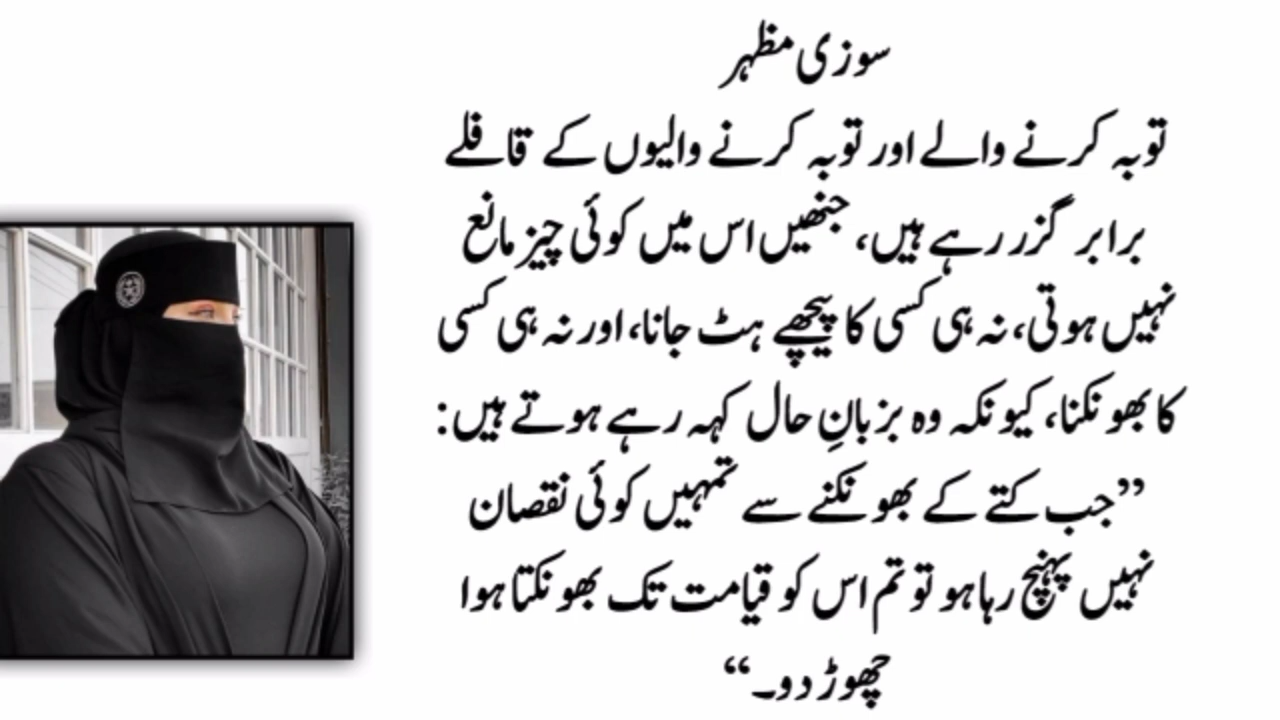 سوزی مظہر
توبہ کرنے والے اور توبہ کرنے والیوں کے قافلے
برابر گزر رہے ہیں، جنھیں اس میں کوئی چیز مانع
نہیں ہوتی، نہ ہی کسی کا پیچھے ہٹ جانا، اور نہ ہی کسی
کا بھونکنا، کیونکہ وہ بزبانِ حال کہہ رہے ہوتے ہیں:
”جب کتے کے بھونکنے سے تمہیں کوئی نقصان
نہیں پہنچ رہا ہو تو تم اس کو قیامت تک بھونکتا ہوا
چھوڑ دو۔“